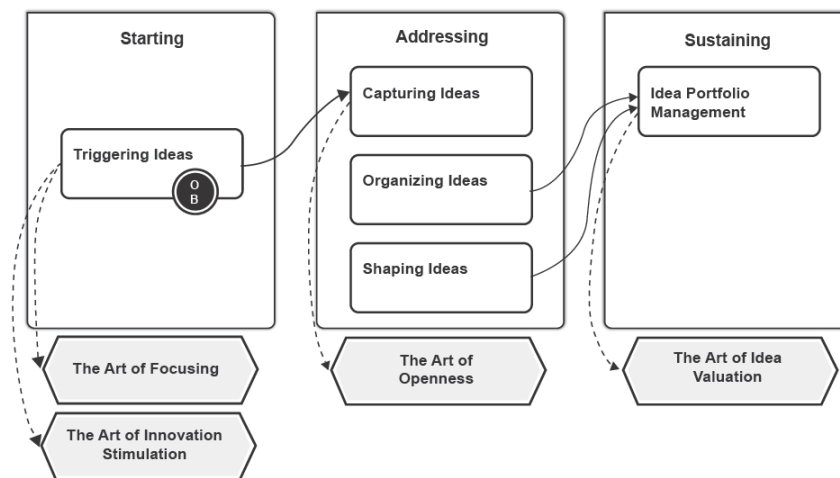 Starting
Triggering Ideas
O
B
The Art of Focusing
The Art of Innovation
Stimulation
Addressing
Capturing Ideas
Organizing Ideas
Shaping Ideas
The Art of
Openness
Sustaining
Idea Portfolio
Management
The Art of Idea
Valuation